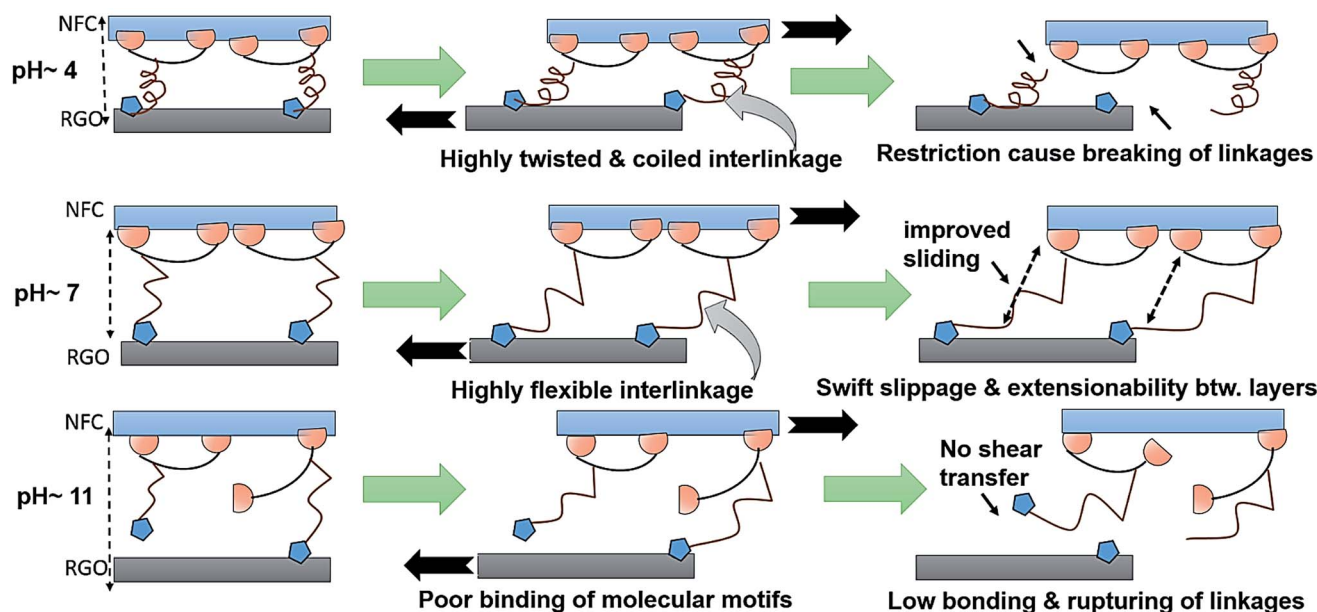 NFC
pH~ 4
RGO
Highly twisted & coiled interlinkage
Restriction cause breaking of linkages
NFC
pH~ 7
RGO
improved
sliding
Highly flexible interlinkage
Swift slippage & extensionability btw. layers
NFC
pH~ 11
RGO
No shear
transfer
Poor binding of molecular motifs
Low bonding & rupturing of linkages